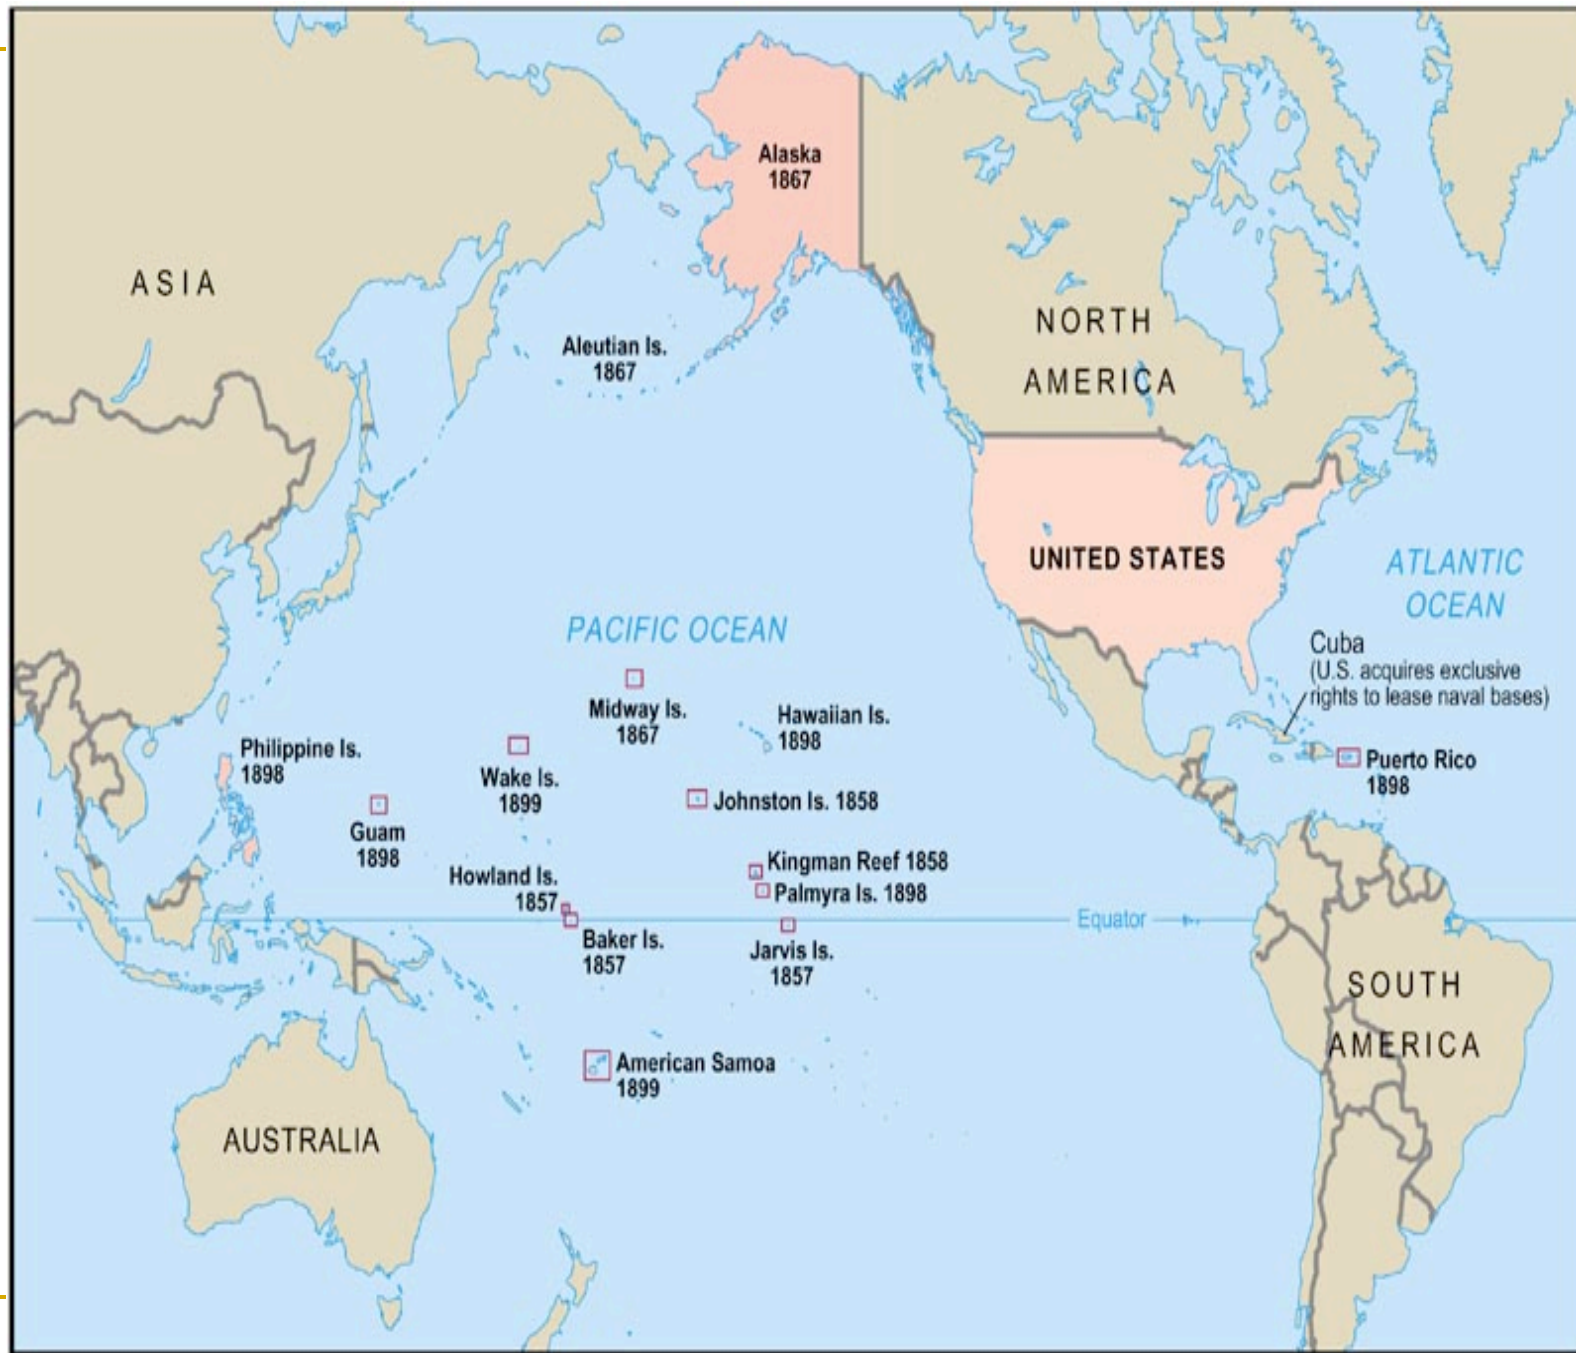 Alaska
1867
ASIA
NORTH
AMERICA
Aleutian Is.
1867
UNITED STATES
ATLANTIC
OCEAN
PACIFIC OCEAN
Cuba
(U.S. acquires exclusive
rights to lease naval bases)
Midway Is.
1867
Hawaiian Is.
1898
Philippine Is.
1898
Wake Is.
1899
Puerto Rico
1898
Johnston Is. 1858
Guam
1898
Kingman Reef 1858
Howland Is.
1857
Palmyra Is. 1898
Equator
Baker Is.
1857
Jarvis Is.
1857
SOUTH
AMERICA
American Samoa
1899
AUSTRALIA